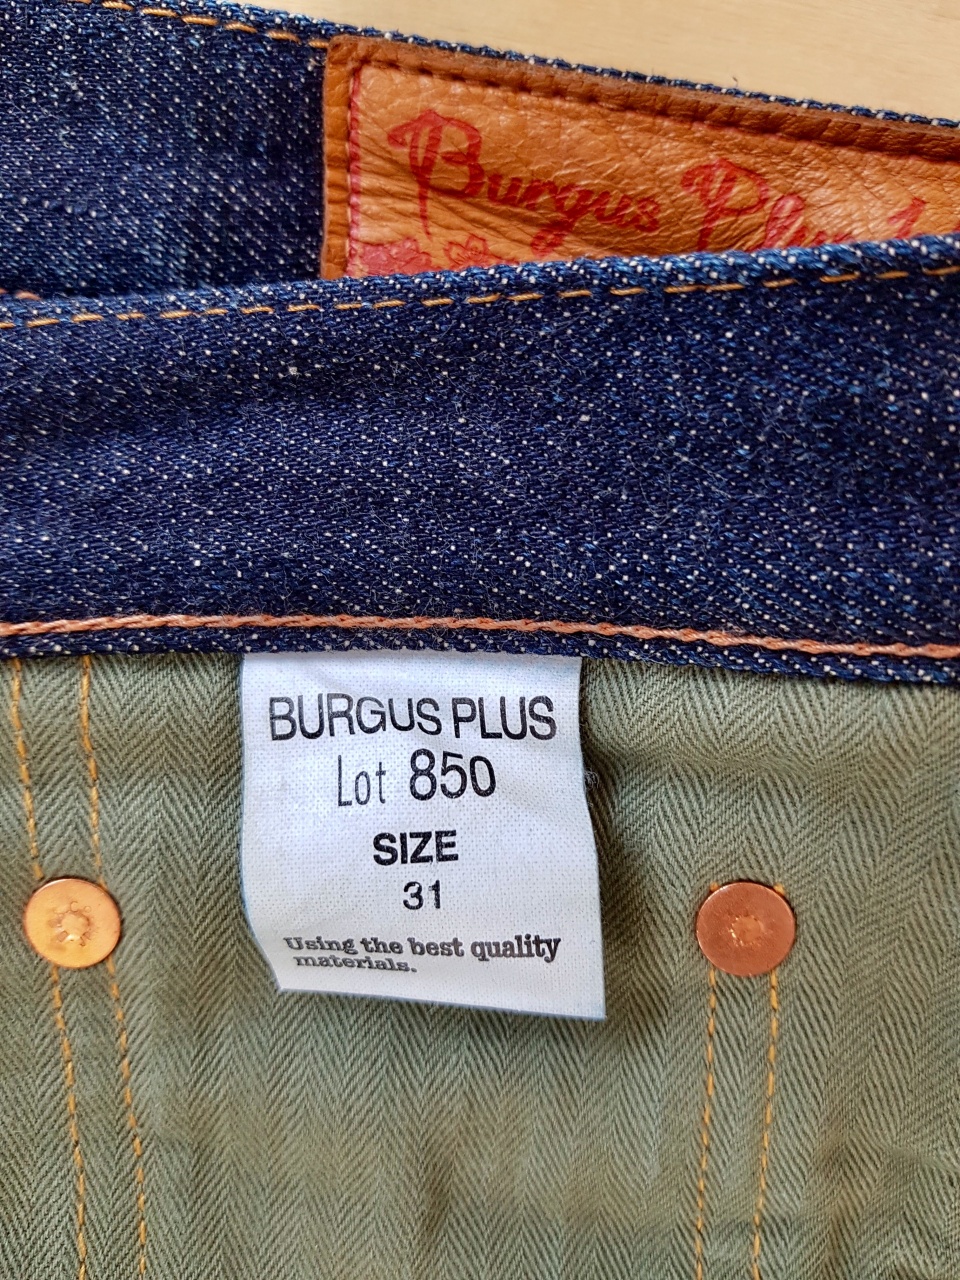 Burgus Plus
BURGUS PLUS
Lot 850
SIZE
31
Using the best quality
materials.